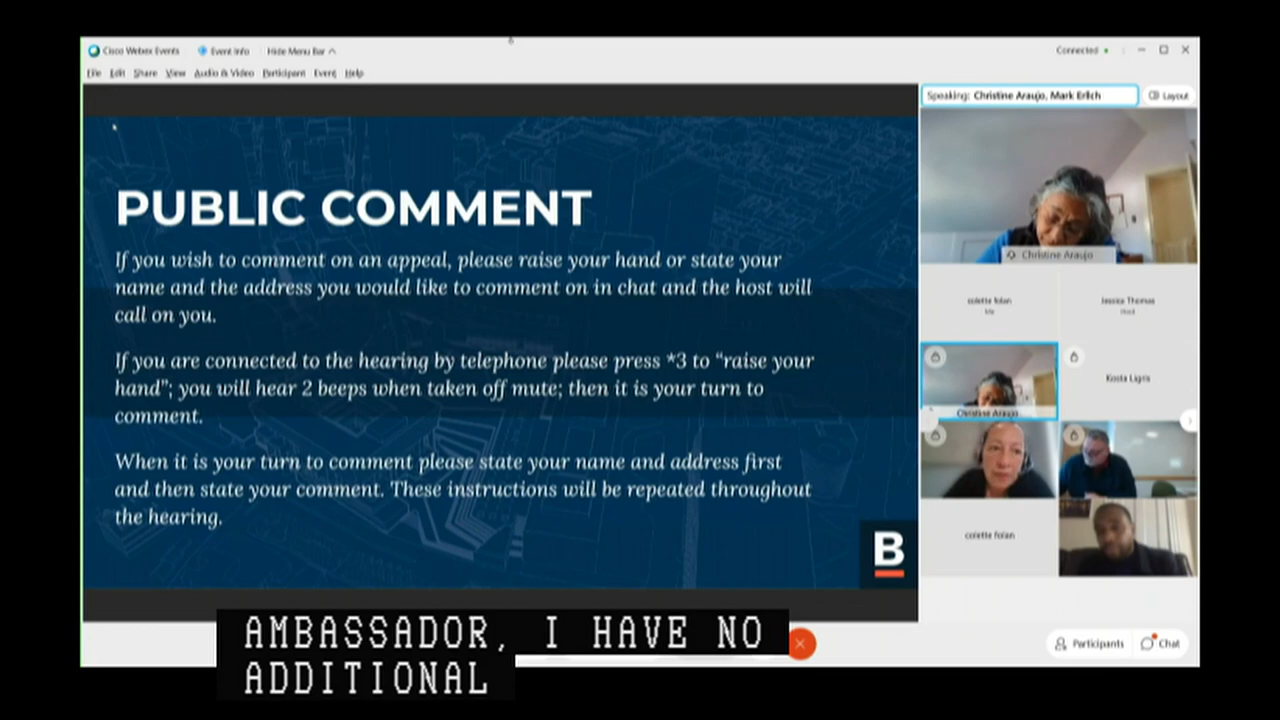 Cisco Webex Events
Event Info
Hide Menu Bar
Connected
File Edit Share View Audio & Video Participant Event Help
Speaking: Christine Araujo, Mark Erlich
Layout
PUBLIC COMMENT
If you wish to comment on an appeal, please raise your hand or state your
name and the address you would like to comment on in chat and the host will
call on you.
If you are connected to the hearing by telephone please press *3 to “raise your
hand”; you will hear 2 beeps when taken off mute; then it is your turn to
comment.
When it is your turn to comment please state your name and address first
and then state your comment. These instructions will be repeated throughout
the hearing.
B
Christine Araujo
colette folan
Me
Jessica Thomas
Host
Christine Araujo
Kosta Ligris
colette folan
Participants
Chat
AMBASSADOR, I HAVE NO
ADDITIONAL